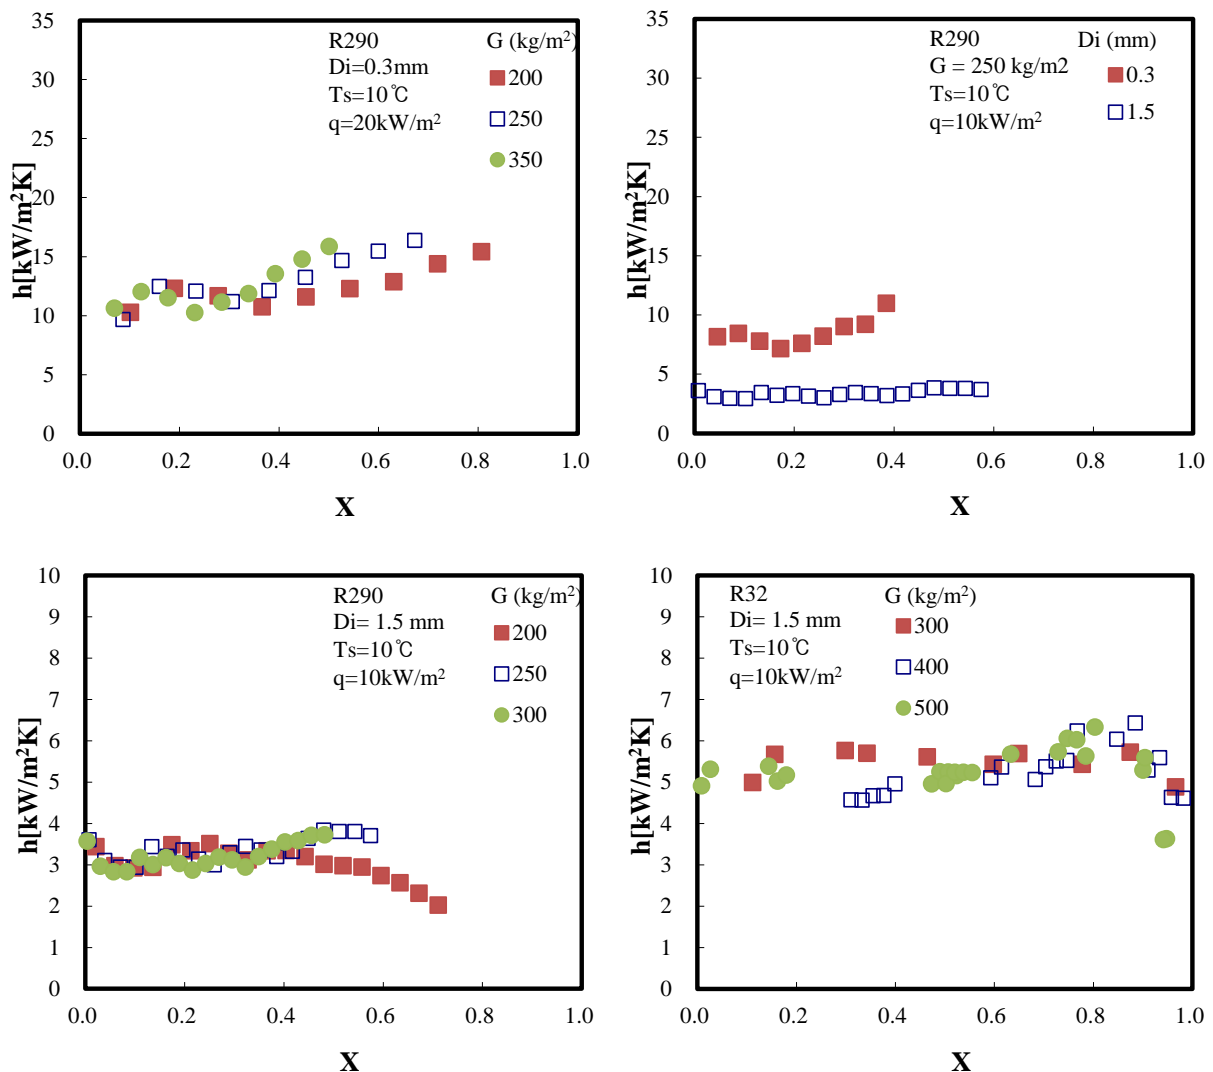 35
30
25
20
15
10
5
0
h[kW/m²K]
R290
Di=0.3mm
Ts=10℃
q=20kW/m²
G (kg/m²)
200
250
350
0.0 0.2 0.4 0.6 0.8 1.0
X
35
30
25
20
15
10
5
0
h[kW/m²K]
R290
G = 250 kg/m2
Ts=10℃
q=10kW/m²
Di (mm)
0.3
1.5
0.0 0.2 0.4 0.6 0.8 1.0
X
10
9
8
7
6
5
4
3
2
1
0
h[kW/m²K]
R290
Di= 1.5 mm
Ts=10℃
q=10kW/m²
G (kg/m²)
200
250
300
0.0 0.2 0.4 0.6 0.8 1.0
X
10
9
8
7
6
5
4
3
2
1
0
h[kW/m²K]
R32
Di= 1.5 mm
Ts=10℃
q=10kW/m²
G (kg/m²)
300
400
500
0.0 0.2 0.4 0.6 0.8 1.0
X